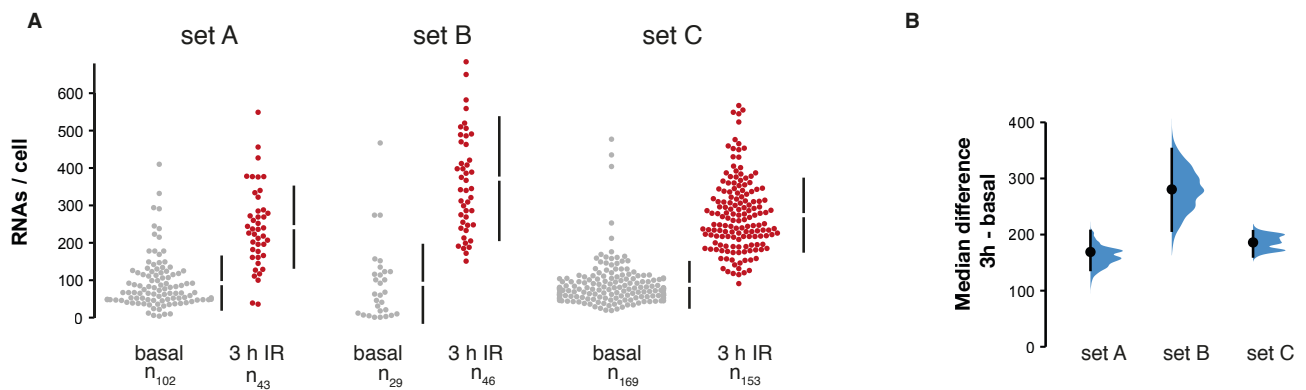 A
set A
set B
set C
RNAs / cell
600
500
400
300
200
100
0
basal
n102
3 h IR
n43
basal
n29
3 h IR
n46
basal
n169
3 h IR
n153
B
Median difference
3h - basal
400
300
200
100
0
set A
set B
set C